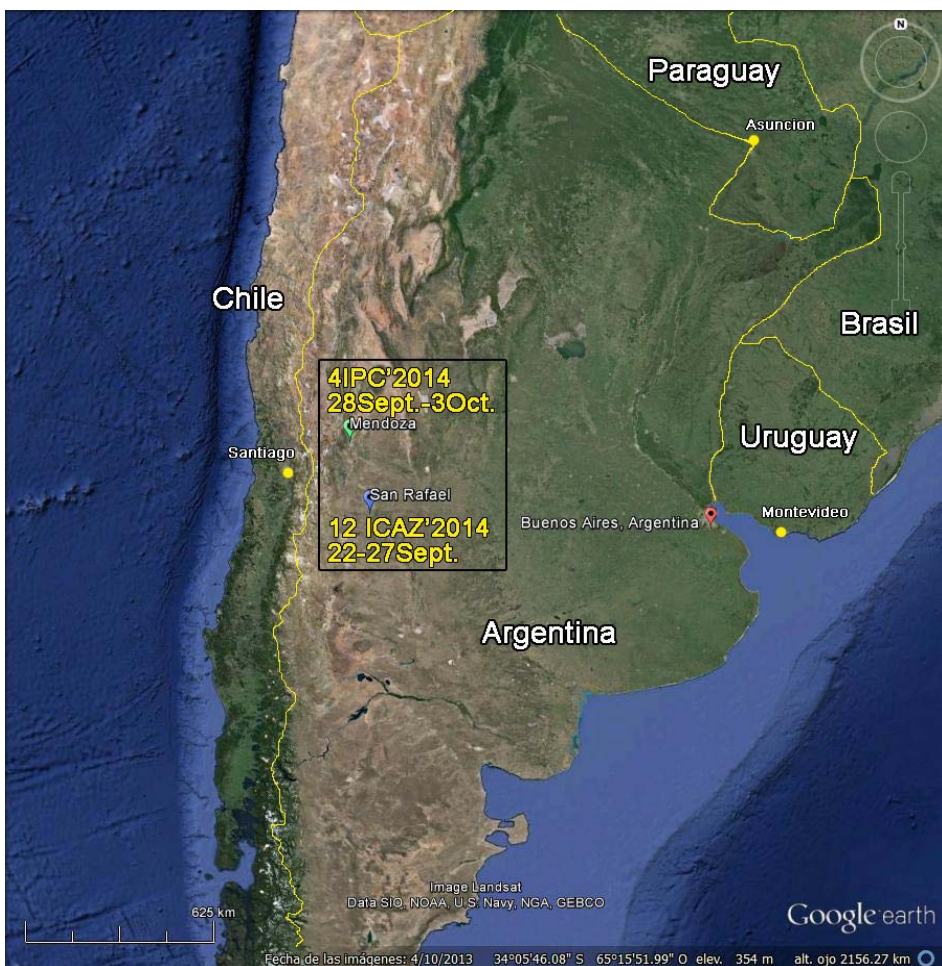 N
Paraguay
Asuncion
Chile
Brasil
4IPC'2014
28Sept.-3Oct.
Mendoza
Uruguay
Santiago
San Rafael
Montevideo
Buenos Aires, Argentina
12 ICAZ'2014
22-27Sept.
Argentina
Image Landsat
Data SIO, NOAA, U.S. Navy, NGA, GEBCO
625 km
Google earth
Fecha de las imágenes: 4/10/2013 34°05'46.08" S 65°15'51.99" O elev. 354 m alt. ojo 2156.27 km